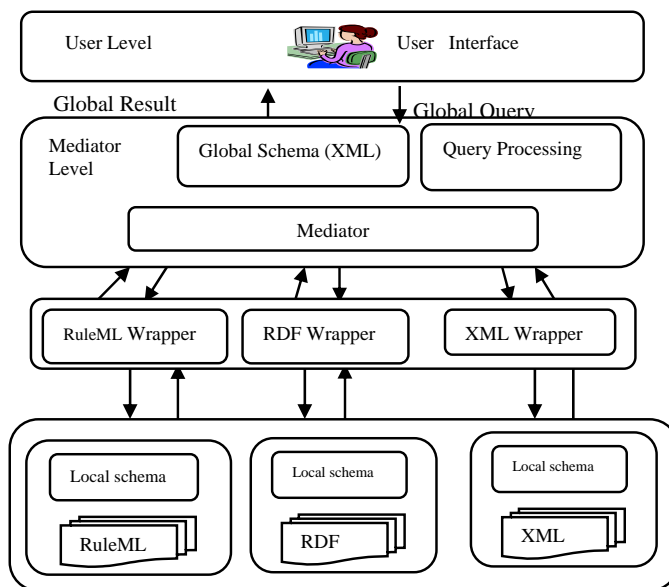 User Level
User Interface
Global Result
Global Query
Mediator
Level
Global Schema (XML)
Query Processing
Mediator
RuleML Wrapper
RDF Wrapper
XML Wrapper
Local schema
Local schema
Local schema
RuleML
RDF
XML